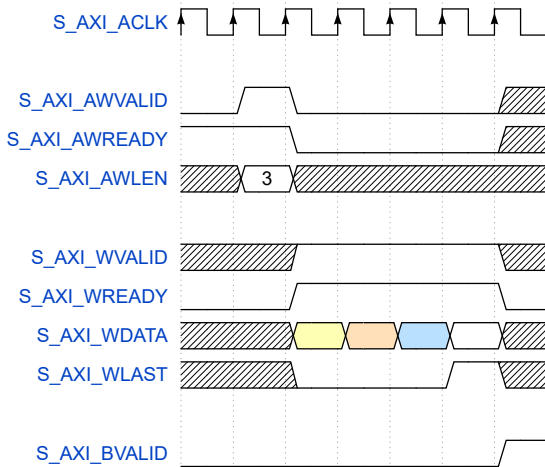 S_AXI_ACLK
S_AXI_AWVALID
S_AXI_AWREADY
S_AXI_AWLEN 3
S_AXI_WVALID
S_AXI_WREADY
S_AXI_WDATA
S_AXI_WLAST
S_AXI_BVALID